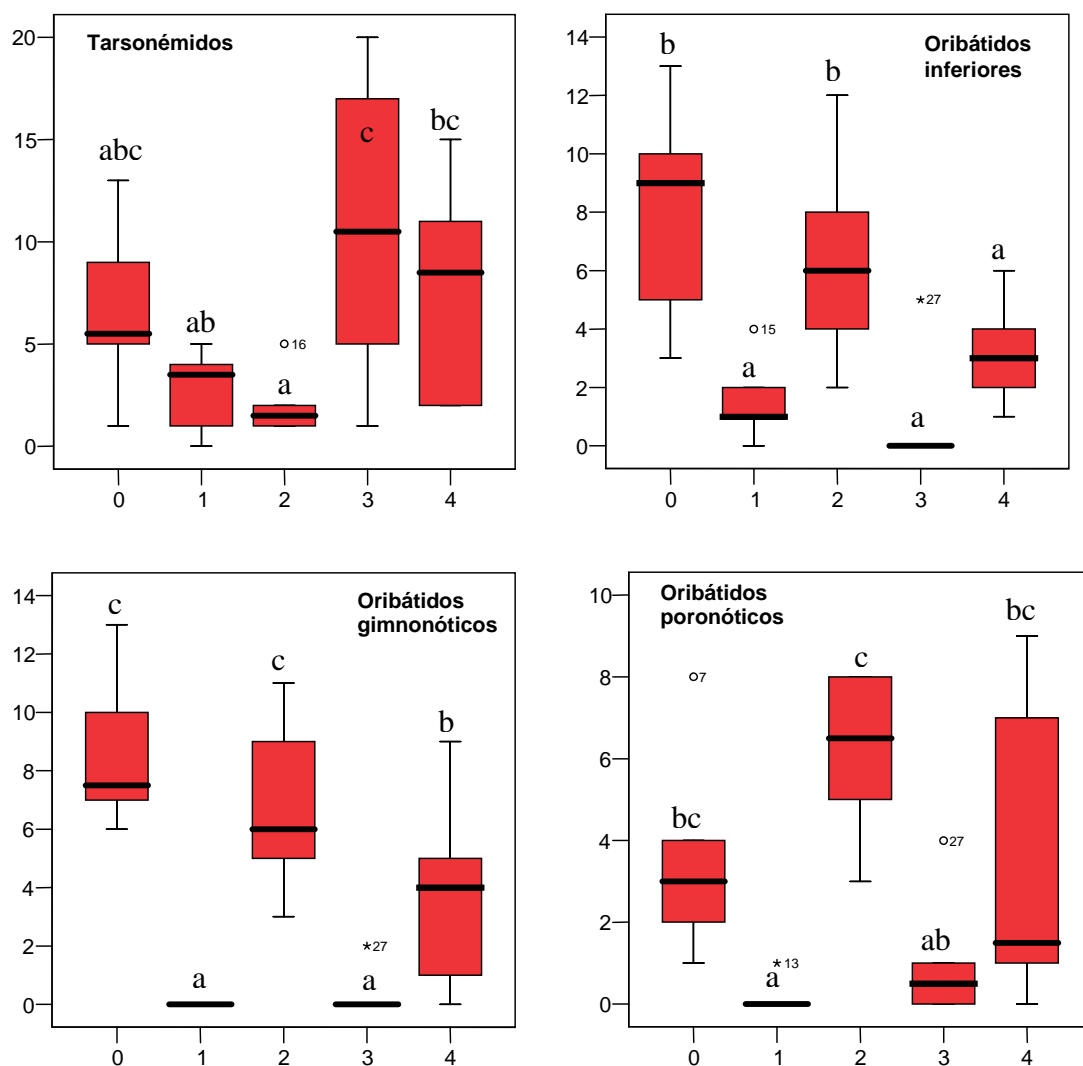 Tarsonémidos
20
15
10
5
0
abc
ab
16
a
c
bc
0 1 2 3 4
Oribátidos
inferiores
14
12
10
8
6
4
2
0
b
15
a
b
*27
a
a
0 1 2 3 4
Oribátidos
gimnonóticos
14
12
10
8
6
4
2
0
c
a
c
*27
a
b
0 1 2 3 4
Oribátidos
poronóticos
10
8
6
4
2
0
7
bc
*13
a
c
27
ab
bc
0 1 2 3 4